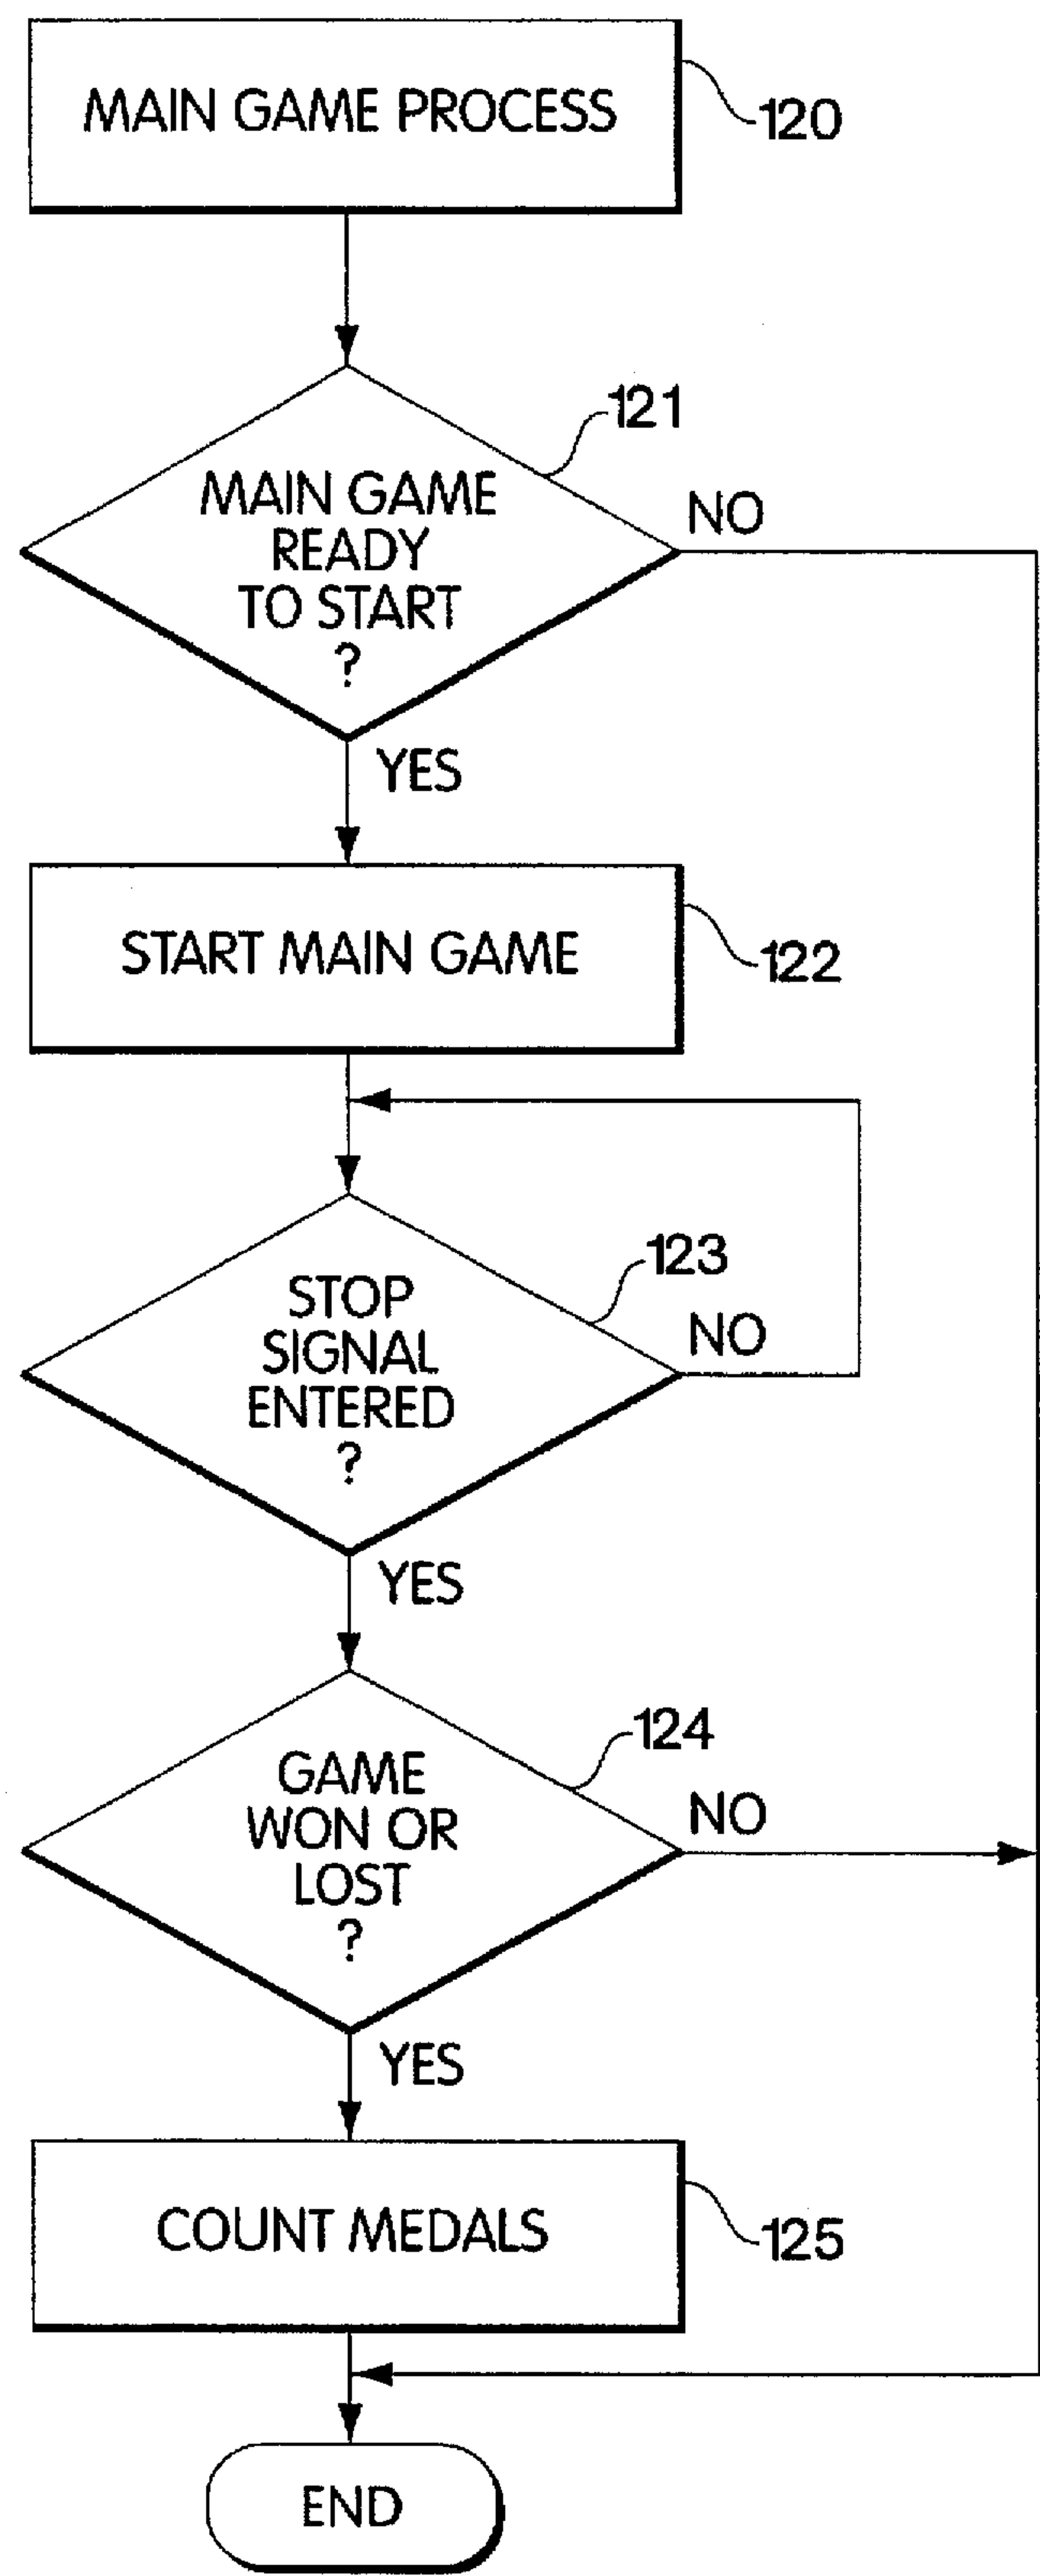 MAIN GAME PROCESS
120
121
MAIN GAME
READY
TO START
?
NO
YES
START MAIN GAME
122
123
STOP
SIGNAL
ENTERED
?
NO
YES
124
GAME
WON OR
LOST
?
NO
YES
COUNT MEDALS
125
END